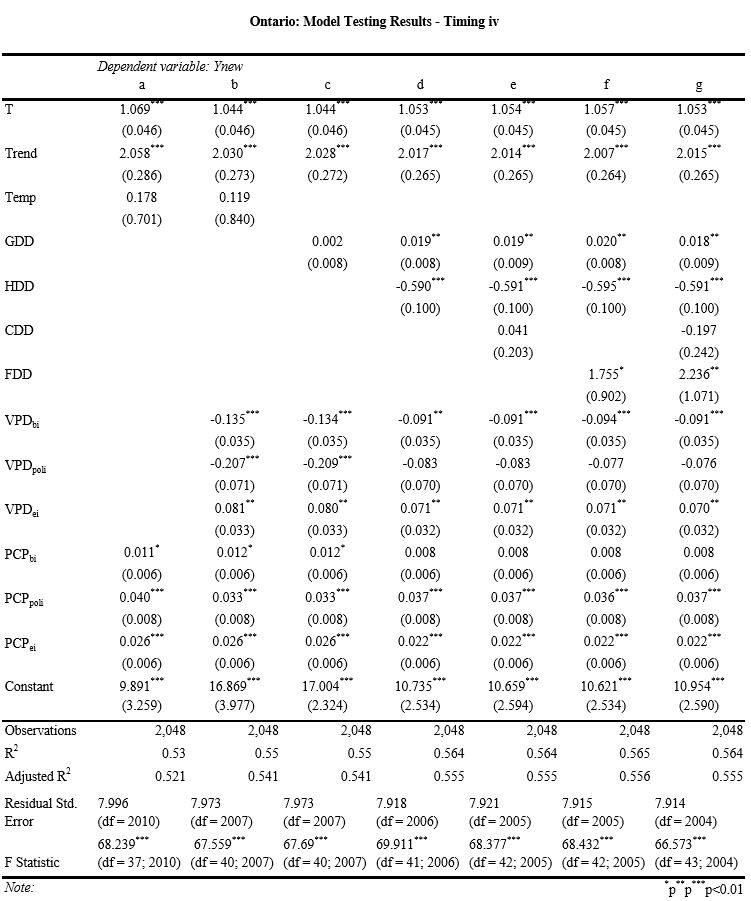 Ontario: Model Testing Results - Timing iv
Dependent variable: Ynew
a b c d e f g
T 1.069*** 1.044*** 1.044*** 1.053*** 1.054*** 1.057*** 1.053***
(0.046) (0.046) (0.046) (0.045) (0.045) (0.045) (0.045)
Trend 2.058*** 2.030*** 2.028*** 2.017*** 2.014*** 2.007*** 2.015***
(0.286) (0.273) (0.272) (0.265) (0.265) (0.264) (0.265)
Temp 0.178 0.119
(0.701) (0.840)
GDD 0.002 0.019** 0.019** 0.020** 0.018**
(0.008) (0.008) (0.009) (0.008) (0.009)
HDD -0.590*** -0.591*** -0.595*** -0.591***
(0.100) (0.100) (0.100) (0.100)
CDD 0.041 -0.197
(0.203) (0.242)
FDD 1.755* 2.236**
(0.902) (1.071)
VPDbi -0.135*** -0.134*** -0.091** -0.091*** -0.094*** -0.091***
(0.035) (0.035) (0.035) (0.035) (0.035) (0.035)
VPDpoli -0.207*** -0.209*** -0.083 -0.083 -0.077 -0.076
(0.071) (0.071) (0.070) (0.070) (0.070) (0.070)
VPDei 0.081** 0.080** 0.071** 0.071** 0.071** 0.070**
(0.033) (0.033) (0.032) (0.032) (0.032) (0.032)
PCPbi 0.011* 0.012* 0.012* 0.008 0.008 0.008 0.008
(0.006) (0.006) (0.006) (0.006) (0.006) (0.006) (0.006)
PCPpoli 0.040*** 0.033*** 0.033*** 0.037*** 0.037*** 0.036*** 0.037***
(0.008) (0.008) (0.008) (0.008) (0.008) (0.008) (0.008)
PCPei 0.026*** 0.026*** 0.026*** 0.022*** 0.022*** 0.022*** 0.022***
(0.006) (0.006) (0.006) (0.006) (0.006) (0.006) (0.006)
Constant 9.891*** 16.869*** 17.004*** 10.735*** 10.659*** 10.621*** 10.954***
(3.259) (3.977) (2.324) (2.534) (2.594) (2.534) (2.590)
Observations 2,048 2,048 2,048 2,048 2,048 2,048 2,048
R2 0.53 0.55 0.55 0.564 0.564 0.565 0.564
Adjusted R2 0.521 0.541 0.541 0.555 0.555 0.556 0.555
Residual Std. 7.996 7.973 7.973 7.918 7.921 7.915 7.914
Error (df = 2010) (df = 2007) (df = 2007) (df = 2006) (df = 2005) (df = 2005) (df = 2004)
68.239*** 67.559*** 67.69*** 69.911*** 68.377*** 68.432*** 66.573***
F Statistic (df = 37; 2010) (df = 40; 2007) (df = 40; 2007) (df = 41; 2006) (df = 42; 2005) (df = 42; 2005) (df = 43; 2004)
Note: *p**p***p<0.01